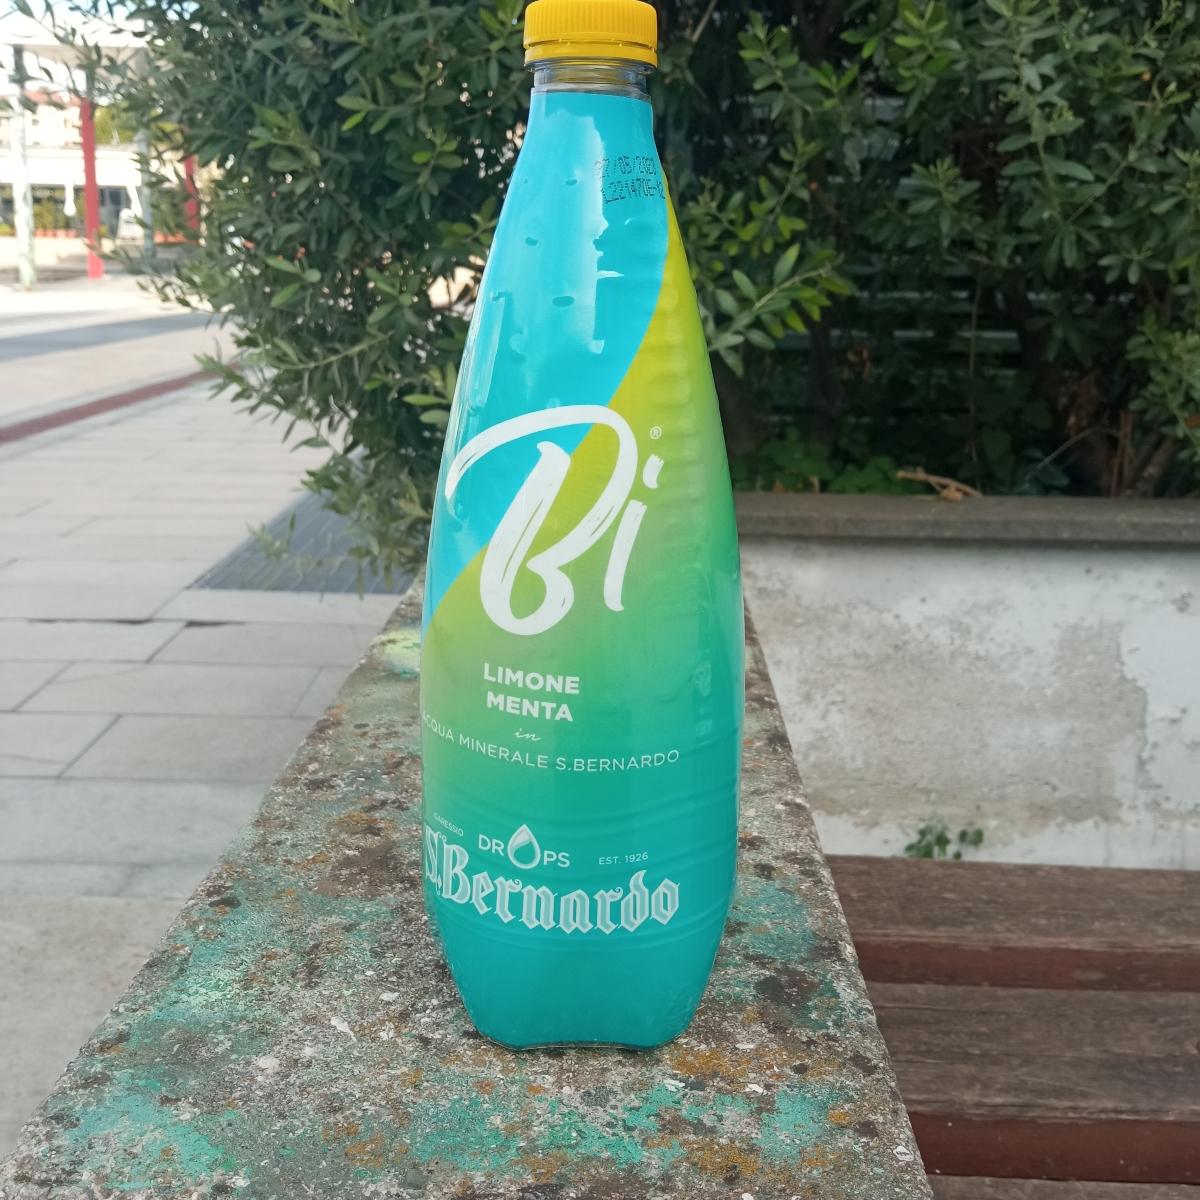 Bi®
LIMONE
MENTA
in
ACQUA MINERALE S.BERNARDO
GARESSIO
DROPS
EST. 1926
S.Bernardo